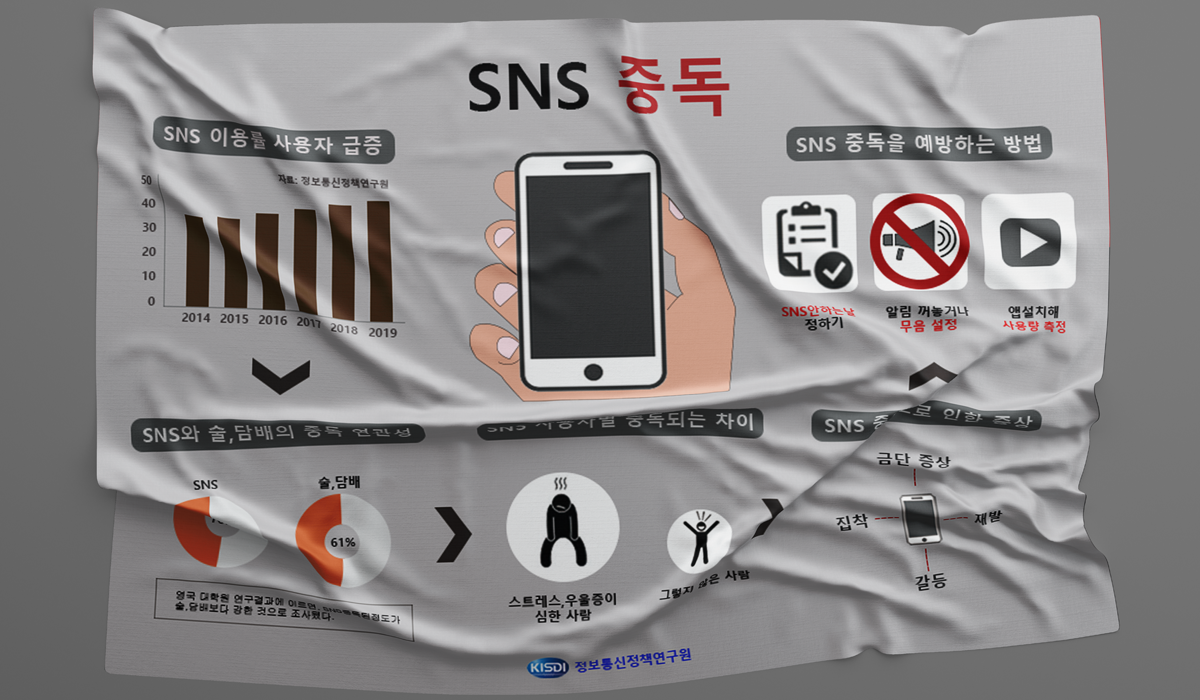 SNS 중독
SNS 이용률 사용자 급증
자료: 정보통신정책연구원
50
40
30
20
10
0
2014 2015 2016 2017 2018 2019
SNS 중독을 예방하는 방법
SNS안하는날
정하기
알림 꺼놓거나
무음 설정
앱설치해
사용량 측정
SNS와 술,담배의 중독 연관성
SNS
술,담배
61%
영국 대학원 연구결과에 이르면,
술,담배보다 강한 것으로 조사됐다.
SNS 사용자별 중독되는 차이
스트레스,우울증이
심한 사람
그렇지 않은 사람
SNS 중독으로 인한 증상
금단 증상
집착
재발
갈등
KISDI 정보통신정책연구원